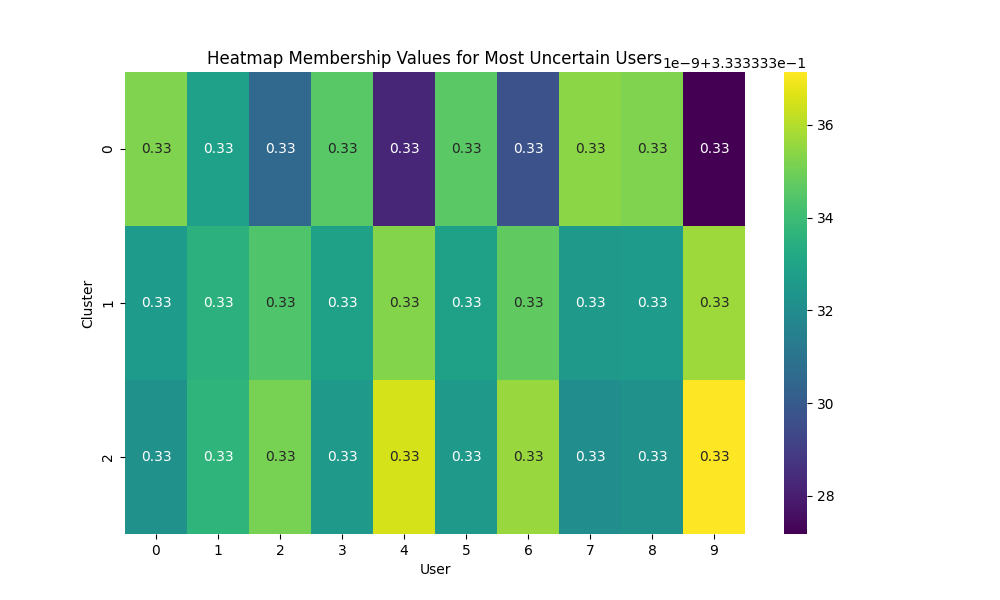 Heatmap Membership Values for Most Uncertain Users
1e−9+3.333333e−1
0 0.33 0.33 0.33 0.33 0.33 0.33 0.33 0.33 0.33 0.33
1 0.33 0.33 0.33 0.33 0.33 0.33 0.33 0.33 0.33 0.33
2 0.33 0.33 0.33 0.33 0.33 0.33 0.33 0.33 0.33 0.33
Cluster
0 1 2 3 4 5 6 7 8 9
User
36
34
32
30
28